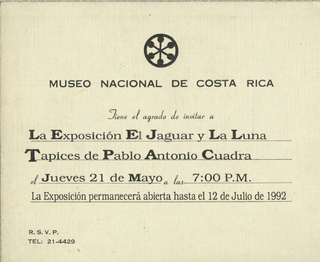 MUSEO NACIONAL DE COSTA RICA
Tiene el agrado de invitar a
La Exposición El Jaguar y La Luna
Tapices de Pablo Antonio Cuadra
el Jueves 21 de Mayo a las 7:00 P.M.
La Exposición permanecerá abierta hasta el 12 de Julio de 1992
R. S. V. P.
TEL: 21-4429